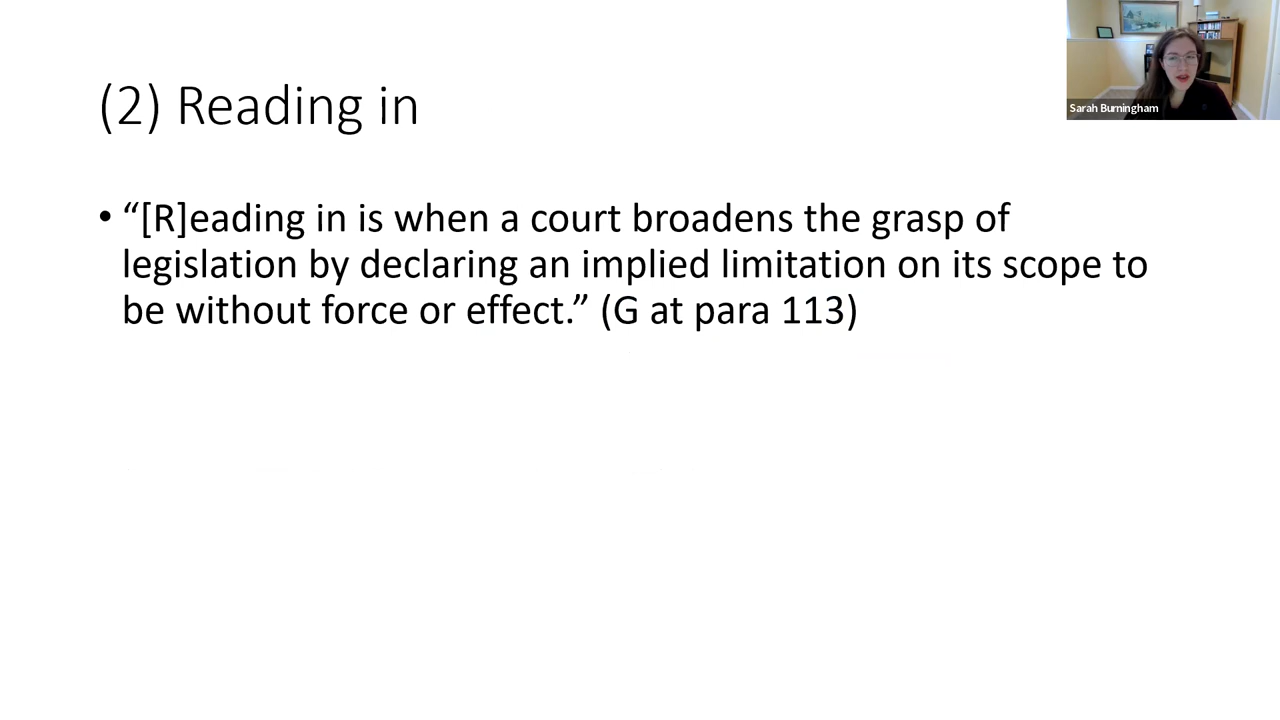 (2) Reading in
Sarah Burningham
• “[R]eading in is when a court broadens the grasp of
legislation by declaring an implied limitation on its scope to
be without force or effect.” (G at para 113)